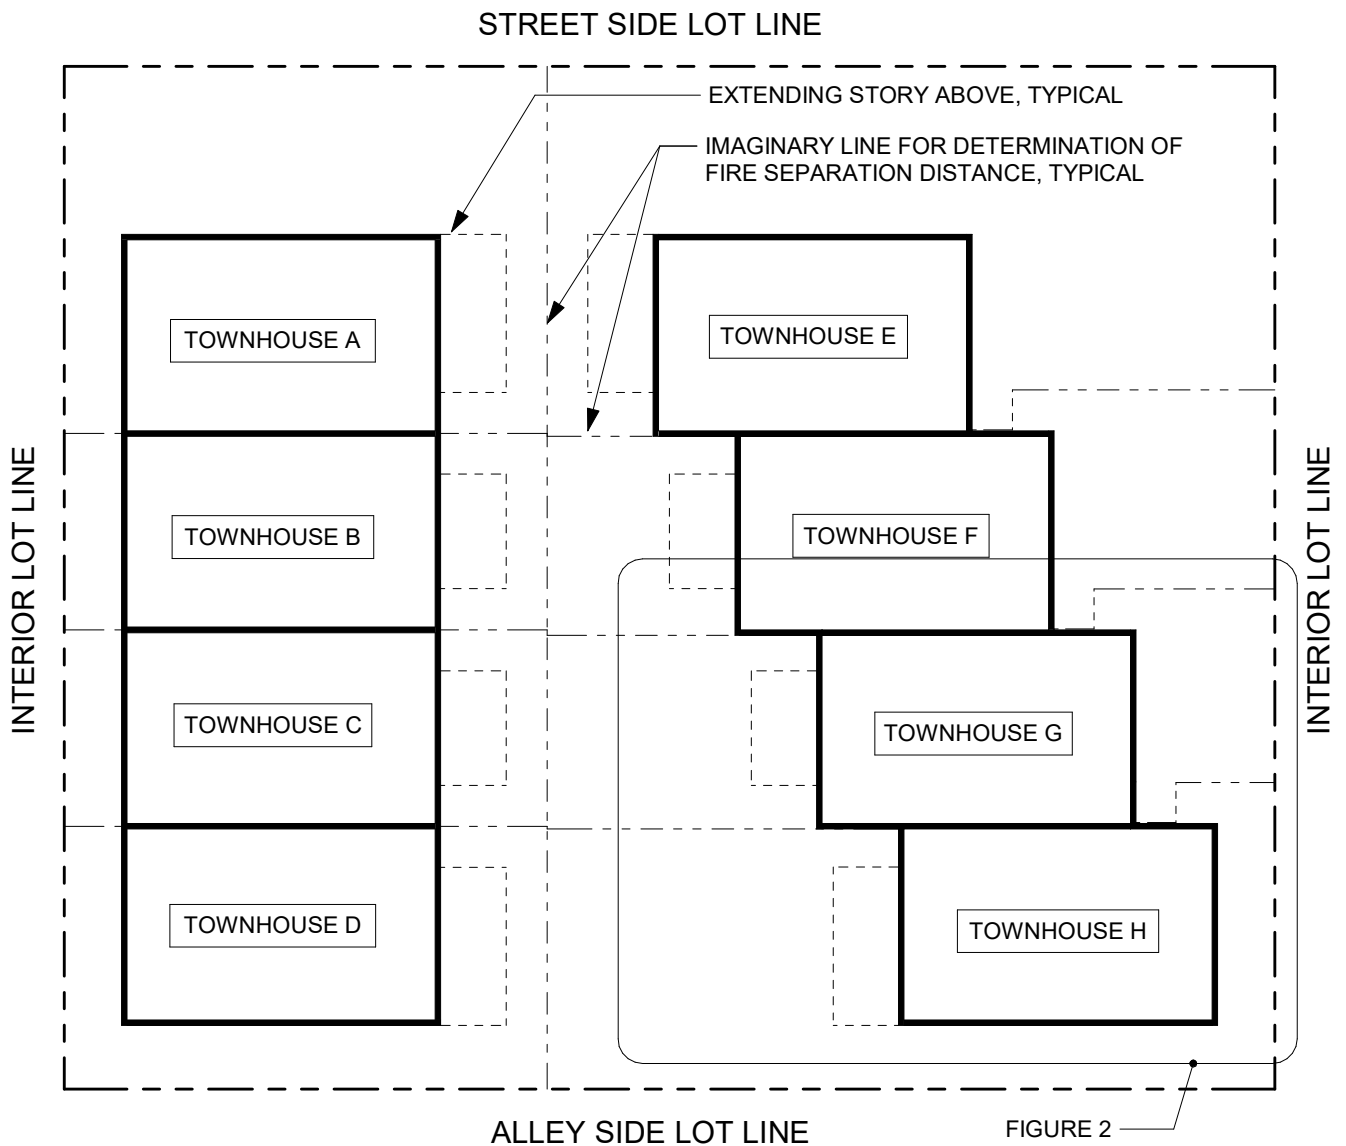 STREET SIDE LOT LINE
EXTENDING STORY ABOVE, TYPICAL
IMAGINARY LINE FOR DETERMINATION OF
FIRE SEPARATION DISTANCE, TYPICAL
TOWNHOUSE A
TOWNHOUSE E
INTERIOR LOT LINE
TOWNHOUSE B
TOWNHOUSE F
INTERIOR LOT LINE
TOWNHOUSE C
TOWNHOUSE G
TOWNHOUSE D
TOWNHOUSE H
ALLEY SIDE LOT LINE
FIGURE 2